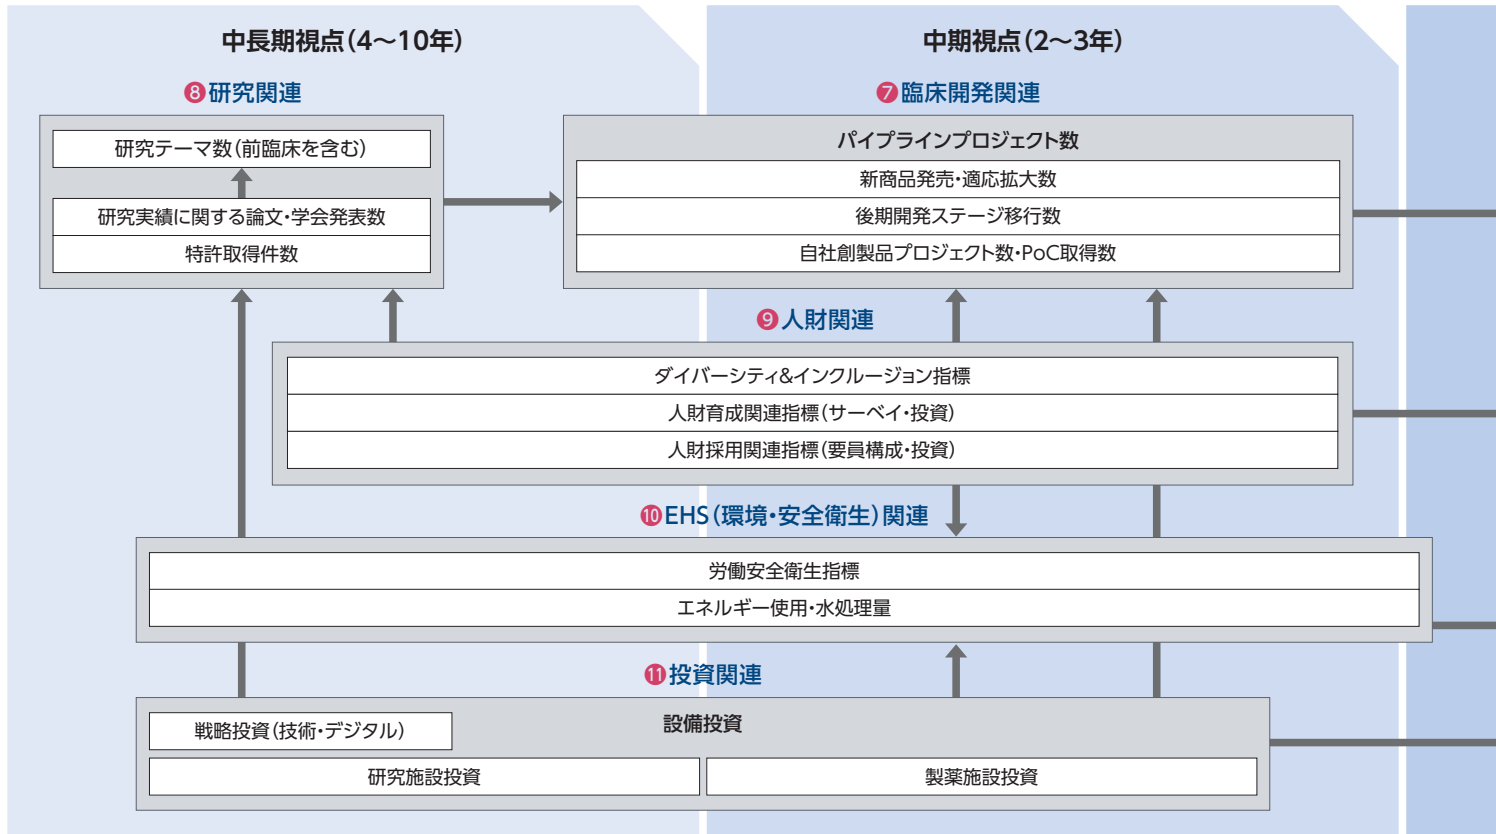 中長期視点(4〜10年)
❽研究関連
研究テーマ数(前臨床を含む)
研究実績に関する論文・学会発表数
特許取得件数
中期視点(2〜3年)
❼臨床開発関連
パイプラインプロジェクト数
新商品発売・適応拡大数
後期開発ステージ移行数
自社創製品プロジェクト数・PoC取得数
❾人財関連
ダイバーシティ&インクルージョン指標
人財育成関連指標(サーベイ・投資)
人財採用関連指標(要員構成・投資)
❿EHS(環境・安全衛生)関連
労働安全衛生指標
エネルギー使用・水処理量
⓫投資関連
設備投資
戦略投資(技術・デジタル)
研究施設投資
製薬施設投資